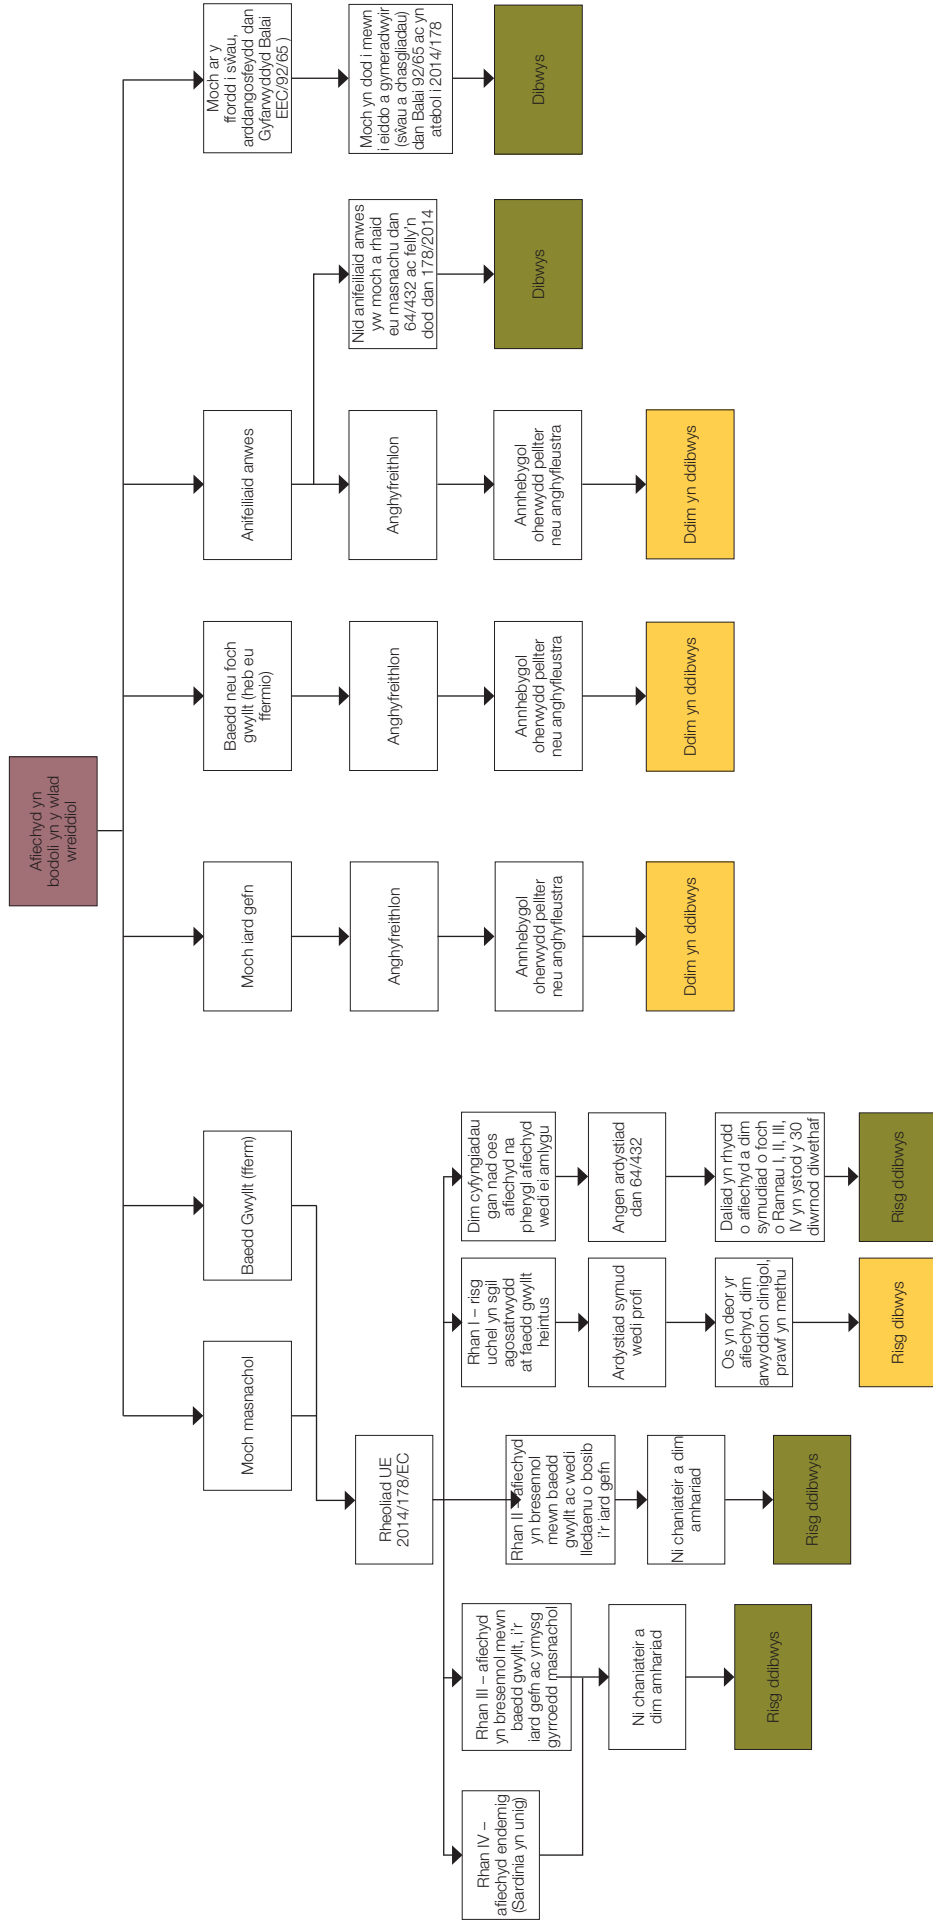 Afiechyd yn
bodoli yn y wlad
wreiddiol
Moch masnachol
Baedd Gwyllt (fferm)
Moch iard gefn
Baedd neu foch
gwyllt (heb eu
ffermio)
Anifeiliaid anwes
Moch ar y
ffordd i sŵau,
arddangosfeydd dan
Gyfarwyddyd Balai
EEC/92/65 )
Rheoliad UE
2014/178/EC
Anghyfreithlon
Anghyfreithlon
Anghyfreithlon
Nid anifeiliaid anwes
yw moch a rhaid
eu masnachu dan
64/432 ac felly'n
dod dan 178/2014
Moch yn dod i mewn
i eiddo a gymeradwyir
(sŵau a chasgliadau)
dan Balai 92/65 ac yn
atebol i 2014/178
Rhan IV –
afiechyd endemig
(Sardinia yn unig)
Rhan III – afiechyd
yn bresennol mewn
baedd gwyllt, i'r
iard gefn ac ymysg
gyrroedd masnachol
Rhan II – afiechyd
yn bresennol
mewn baedd
gwyllt ac wedi
lledaenu o bosib
i'r iard gefn
Rhan I – risg
uchel yn sgil
agosatrwydd
at faedd gwyllt
heintus
Dim cyfyngiadau
gan nad oes
afiechyd na
pherygl afiechyd
wedi ei amlygu
Annhebygol
oherwydd pellter
neu anghyfleustra
Annhebygol
oherwydd pellter
neu anghyfleustra
Annhebygol
oherwydd pellter
neu anghyfleustra
Dibwys
Dibwys
Ni chaniateir a
dim amhariad
Ni chaniateir a dim
amhariad
Ardystiad symud
wedi profi
Angen ardystiad
dan 64/432
Ddim yn ddibwys
Ddim yn ddibwys
Ddim yn ddibwys
Os yn deor yr
afiechyd, dim
arwyddion clinigol,
prawf yn methu
Daliad yn rhydd
o afiechyd a dim
symudiad o foch
o Rannau I, II, III,
IV yn ystod y 30
diwrnod diwethaf
Risg ddibwys
Risg ddibwys
Risg dibwys
Risg ddibwys